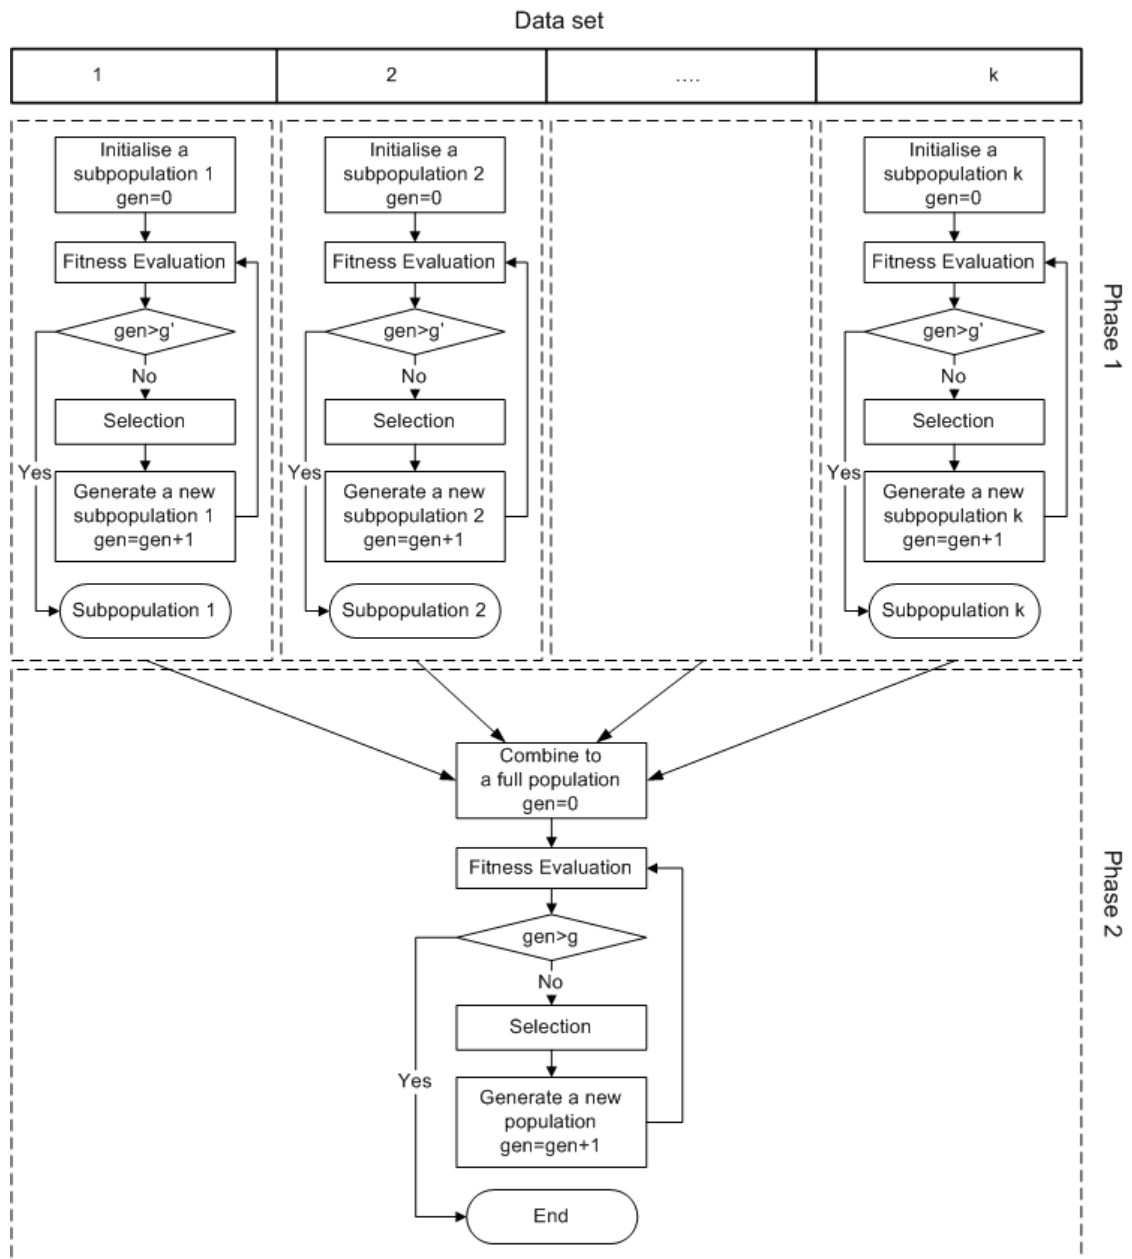 Data set
1
2
....
k
Initialise a
subpopulation 1
gen=0
Fitness Evaluation
gen>g'
No
Selection
Yes
Generate a new
subpopulation 1
gen=gen+1
Subpopulation 1
Initialise a
subpopulation 2
gen=0
Fitness Evaluation
gen>g'
No
Selection
Yes
Generate a new
subpopulation 2
gen=gen+1
Subpopulation 2
Initialise a
subpopulation k
gen=0
Fitness Evaluation
gen>g'
No
Selection
Yes
Generate a new
subpopulation k
gen=gen+1
Subpopulation k
Phase 1
Combine to
a full population
gen=0
Fitness Evaluation
gen>g
No
Selection
Yes
Generate a new
population
gen=gen+1
End
Phase 2